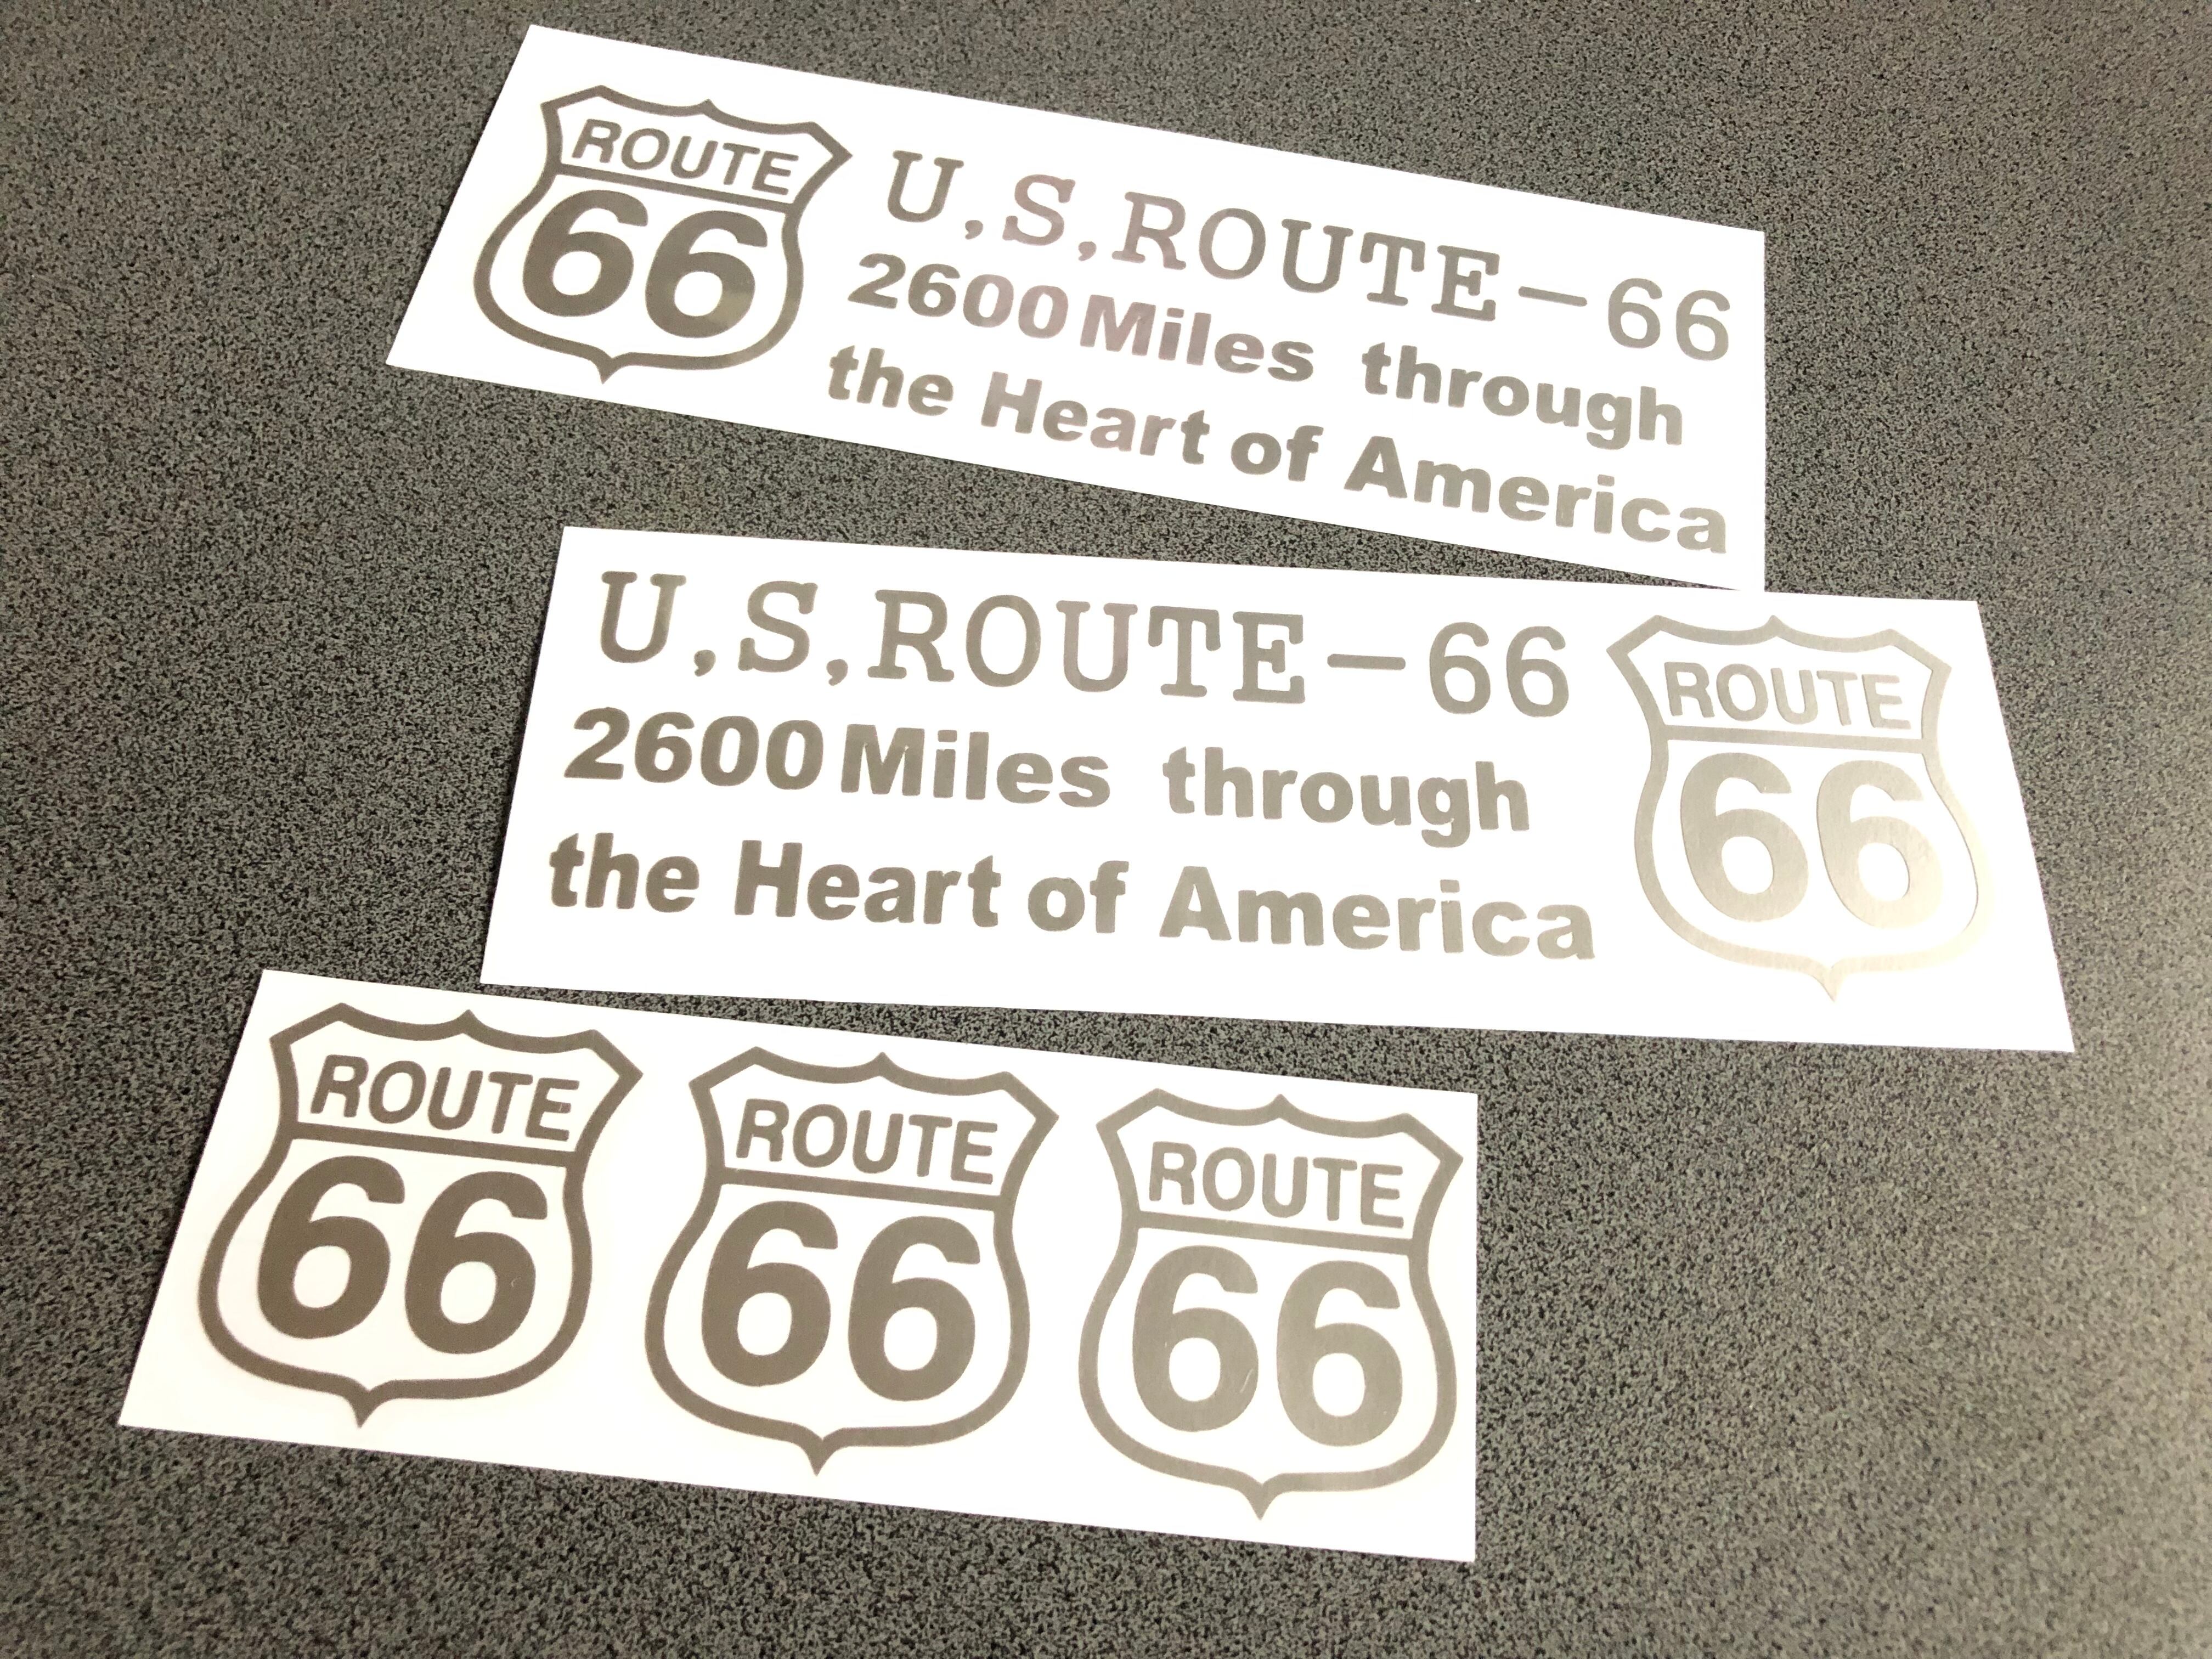 ROUTE
66
U,S,ROUTE-66
2600 Miles through
the Heart of America
U,S,ROUTE-66
2600 Miles through
the Heart of America
ROUTE
66
ROUTE
66
ROUTE
66
ROUTE
66